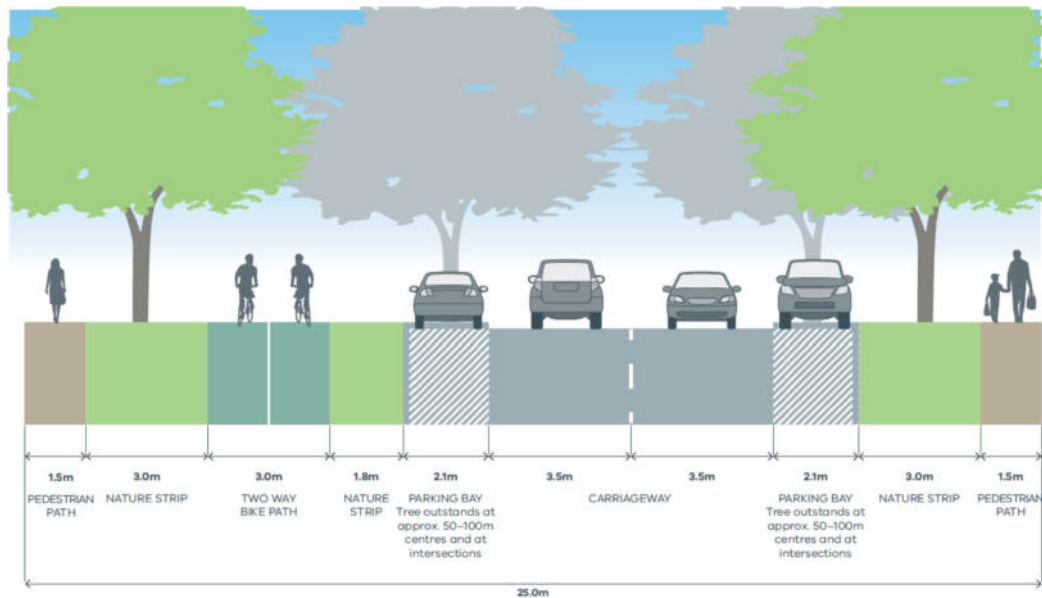 1.5m
PEDESTRIAN
PATH
3.0m
NATURE STRIP
3.0m
TWO WAY
BIKE PATH
1.8m
NATURE
STRIP
2.1m
PARKING BAY
Tree outstands at
approx. 50–100m
centres and at
intersections
3.5m
CARRIAGEWAY
3.5m
2.1m
PARKING BAY
Tree outstands at
approx. 50–100m
centres and at
intersections
3.0m
NATURE STRIP
1.5m
PEDESTRIAN
PATH
25.0m